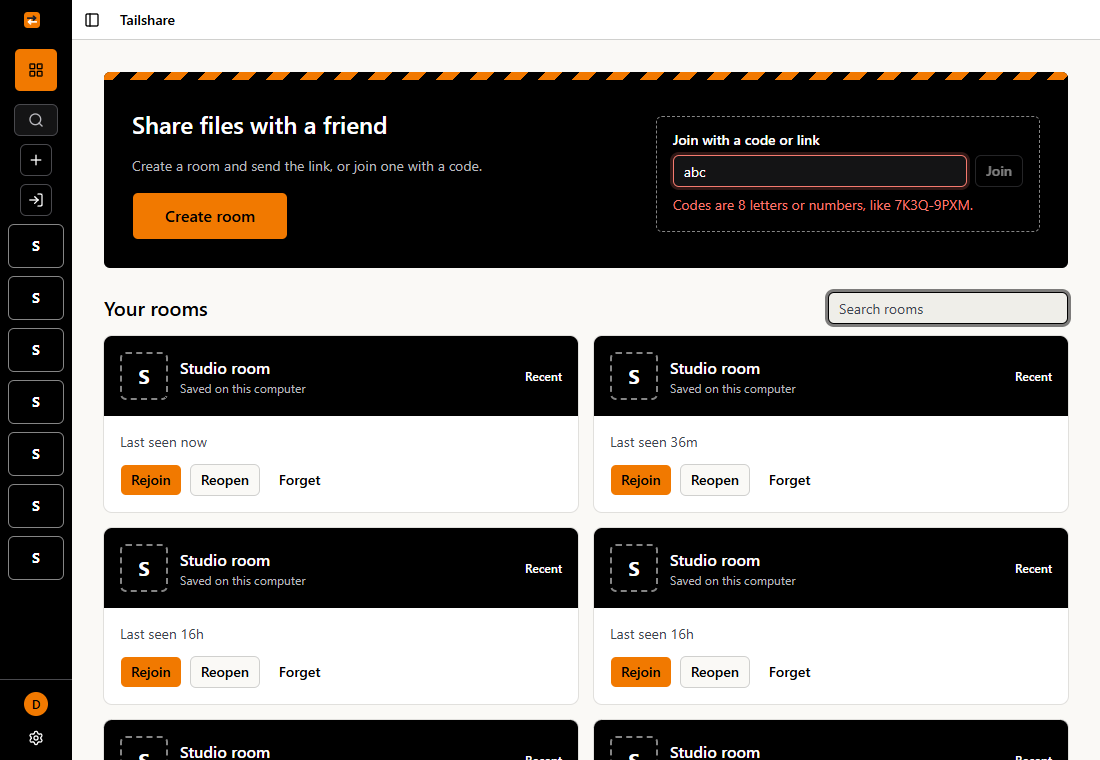 Tailshare
Share files with a friend
Create a room and send the link, or join one with a code.
Create room
Join with a code or link
abc
Join
Codes are 8 letters or numbers, like 7K3Q-9PXM.
S
S
S
S
S
S
S
D
Your rooms
Search rooms
S
Studio room
Saved on this computer
Recent
Last seen now
Rejoin
Reopen
Forget
S
Studio room
Saved on this computer
Recent
Last seen 36m
Rejoin
Reopen
Forget
S
Studio room
Saved on this computer
Recent
Last seen 16h
Rejoin
Reopen
Forget
S
Studio room
Saved on this computer
Recent
Last seen 16h
Rejoin
Reopen
Forget
S
Studio room
Recent
S
Studio room
Recent